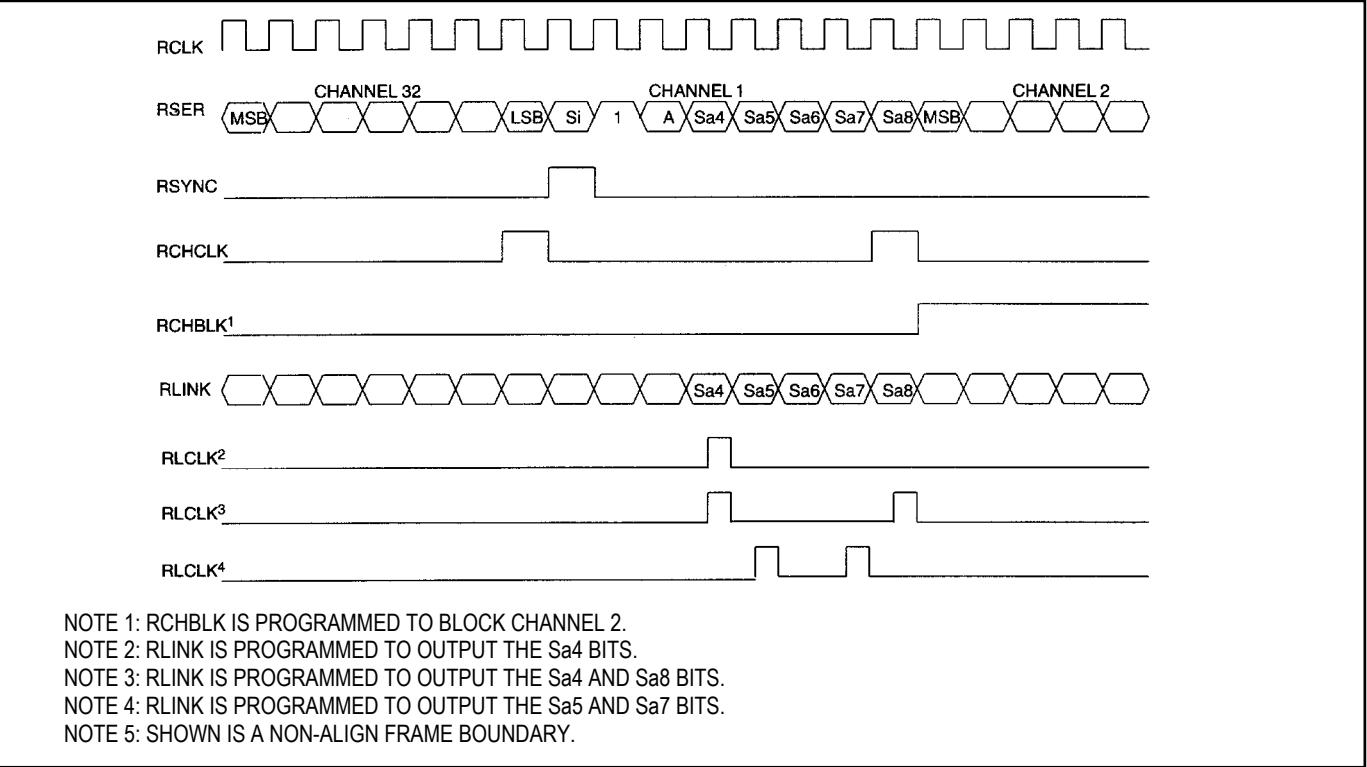 RCLK
CHANNEL 32 CHANNEL 1 CHANNEL 2
RSER MSB LSB Si 1 A Sa4 Sa5 Sa6 Sa7 Sa8 MSB
RSYNC
RCHCLK
RCHBLK¹
RLINK Sa4 Sa5 Sa6 Sa7 Sa8
RLCLK²
RLCLK³
RLCLK⁴
NOTE 1: RCHBLK IS PROGRAMMED TO BLOCK CHANNEL 2.
NOTE 2: RLINK IS PROGRAMMED TO OUTPUT THE Sa4 BITS.
NOTE 3: RLINK IS PROGRAMMED TO OUTPUT THE Sa4 AND Sa8 BITS.
NOTE 4: RLINK IS PROGRAMMED TO OUTPUT THE Sa5 AND Sa7 BITS.
NOTE 5: SHOWN IS A NON-ALIGN FRAME BOUNDARY.